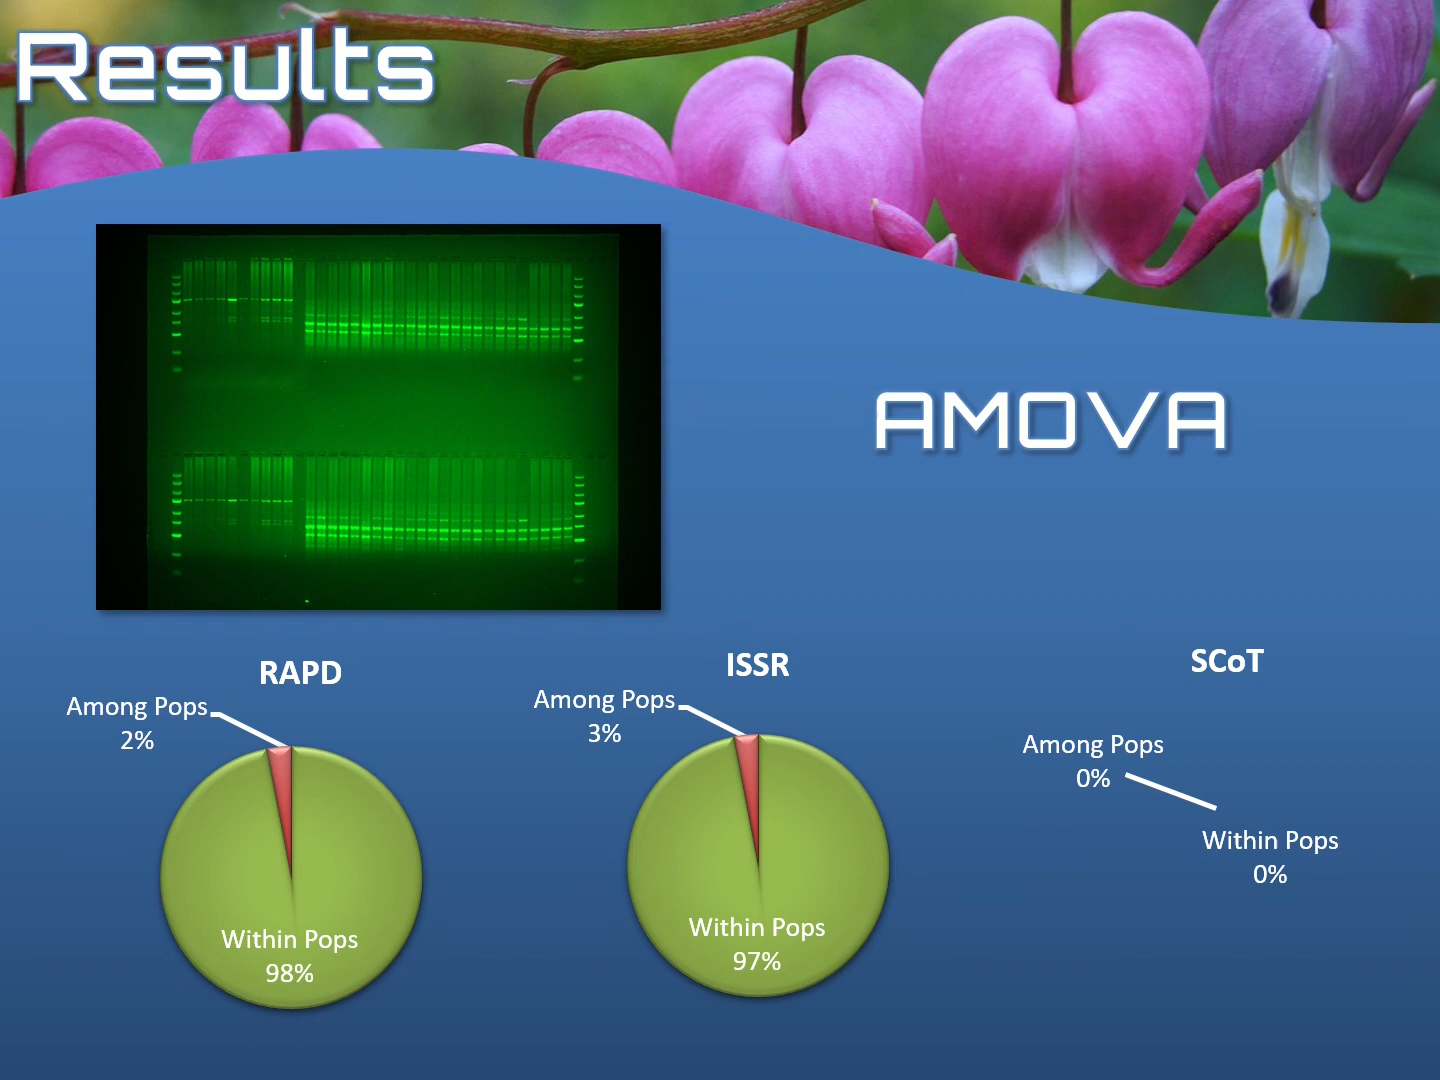 Results
AMOVA
RAPD
Among Pops
2%
Within Pops
98%
ISSR
Among Pops
3%
Within Pops
97%
SCoT
Among Pops
0%
Within Pops
0%